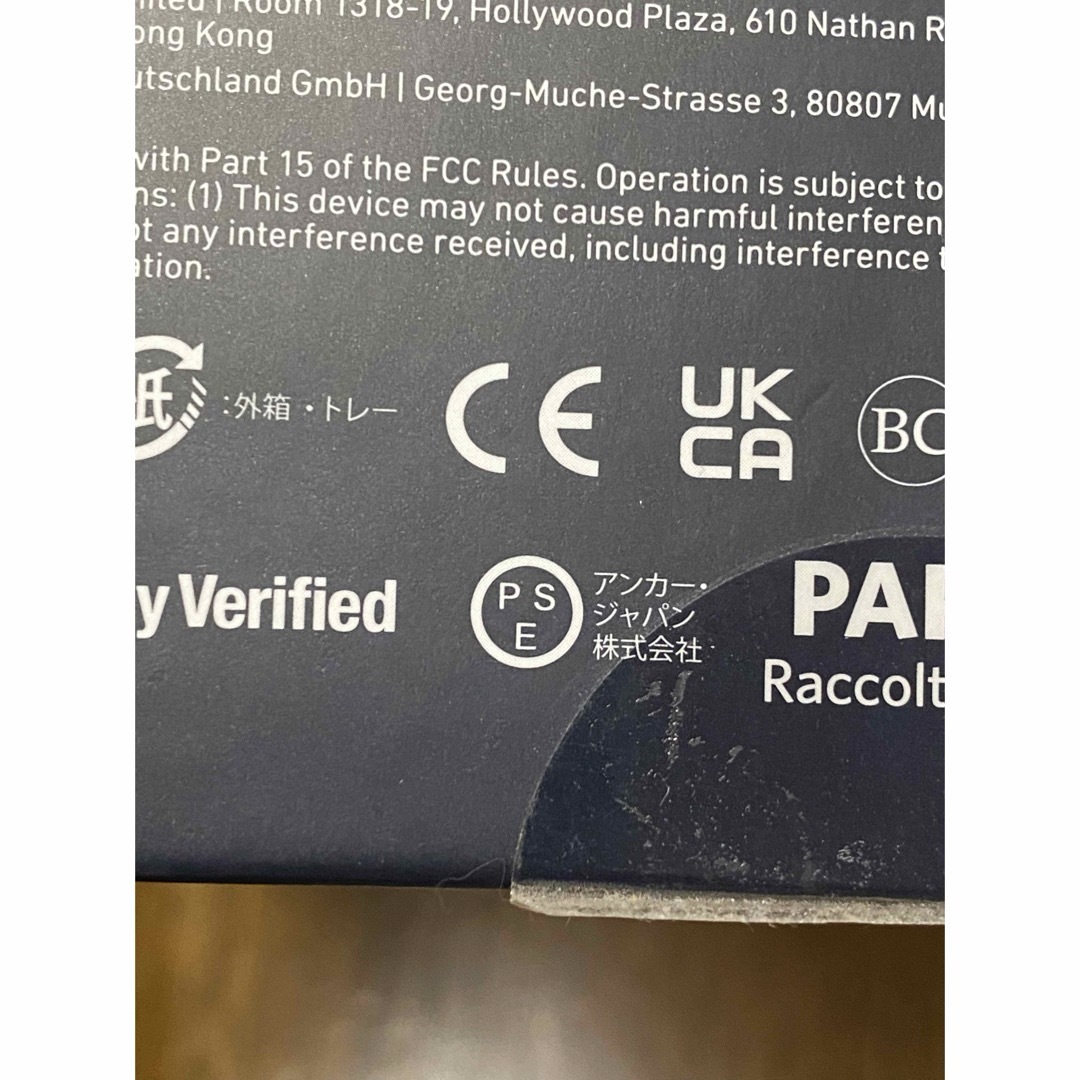 Room 1318-19, Hollywood Plaza, 610 Nathan R
ong Kong
utschland GmbH | Georg-Muche-Strasse 3, 80807 Mu
with Part 15 of the FCC Rules. Operation is subject to
ns: (1) This device may not cause harmful interferen
ot any interference received, including interference t
ation.
紙 :外箱・トレー CE UK CA BC
y Verified
PSE アンカー・
ジャパン
株式会社
PA
Raccolt